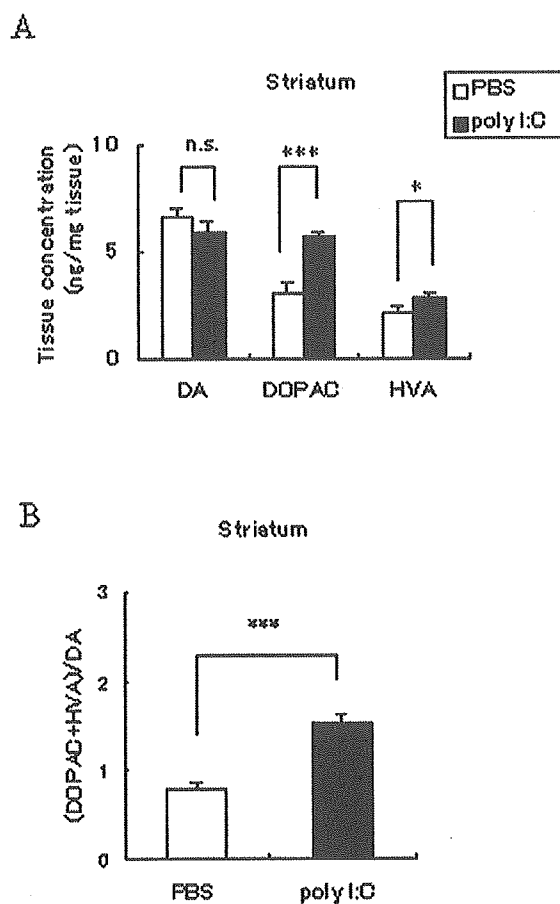 A
Striatum
PBS
poly I:C
n.s.
***
*
Tissue concentration
(ng/mg tissue)
10
5
0
DA DOPAC HVA
B
Striatum
(DOPAC+HVA)/DA
3
2
1
0
***
PBS poly I:C